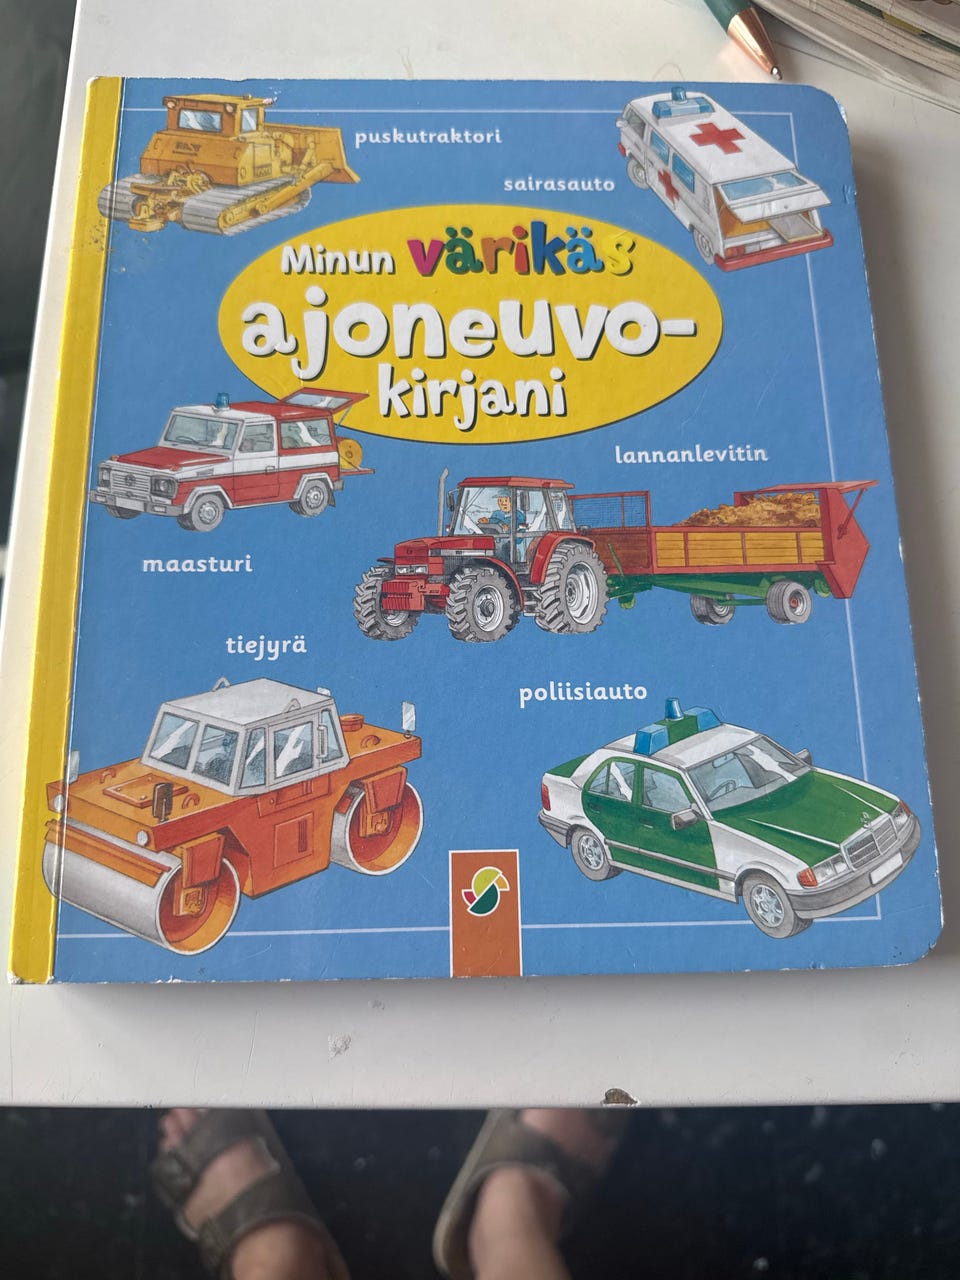 puskutraktori
sairasauto
Minun värikäs
ajoneuvo-
kirjani
lannanlevitin
maasturi
tiejyrä
poliisiauto